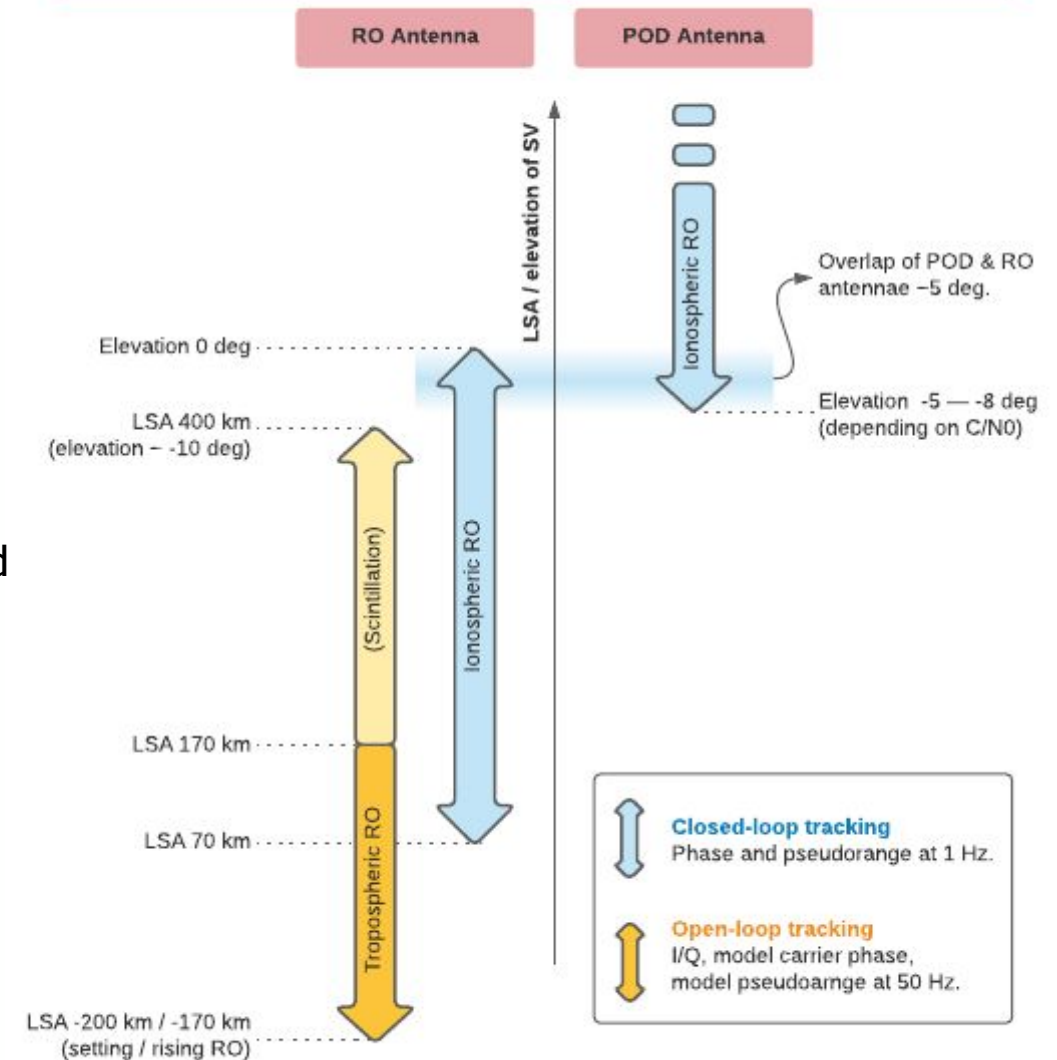 RO Antenna
POD Antenna
LSA / elevation of SV
Ionospheric RO
Overlap of POD & RO
antennae ~5 deg.
Elevation 0 deg
Elevation -5 — -8 deg
(depending on C/N0)
LSA 400 km
(elevation ~ -10 deg)
(Scintillation)
Ionospheric RO
d
LSA 170 km
LSA 70 km
Tropospheric RO
Closed-loop tracking
Phase and pseudorange at 1 Hz.
Open-loop tracking
I/Q, model carrier phase,
model pseudoarnge at 50 Hz.
LSA -200 km / -170 km
(setting / rising RO)